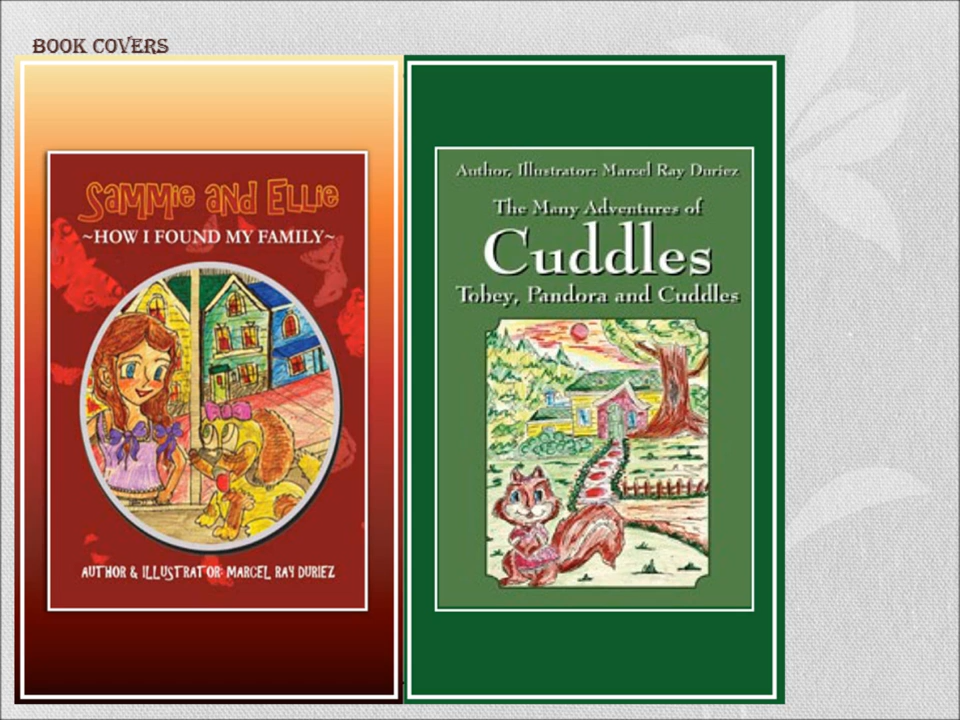 BOOK COVERS
Sammie and Ellie
~HOW I FOUND MY FAMILY~
AUTHOR & ILLUSTRATOR: MARCEL RAY DURIEZ
Author, Illustrator: Marcel Ray Duriez
The Many Adventures of
Cuddles
Tobey, Pandora and Cuddles